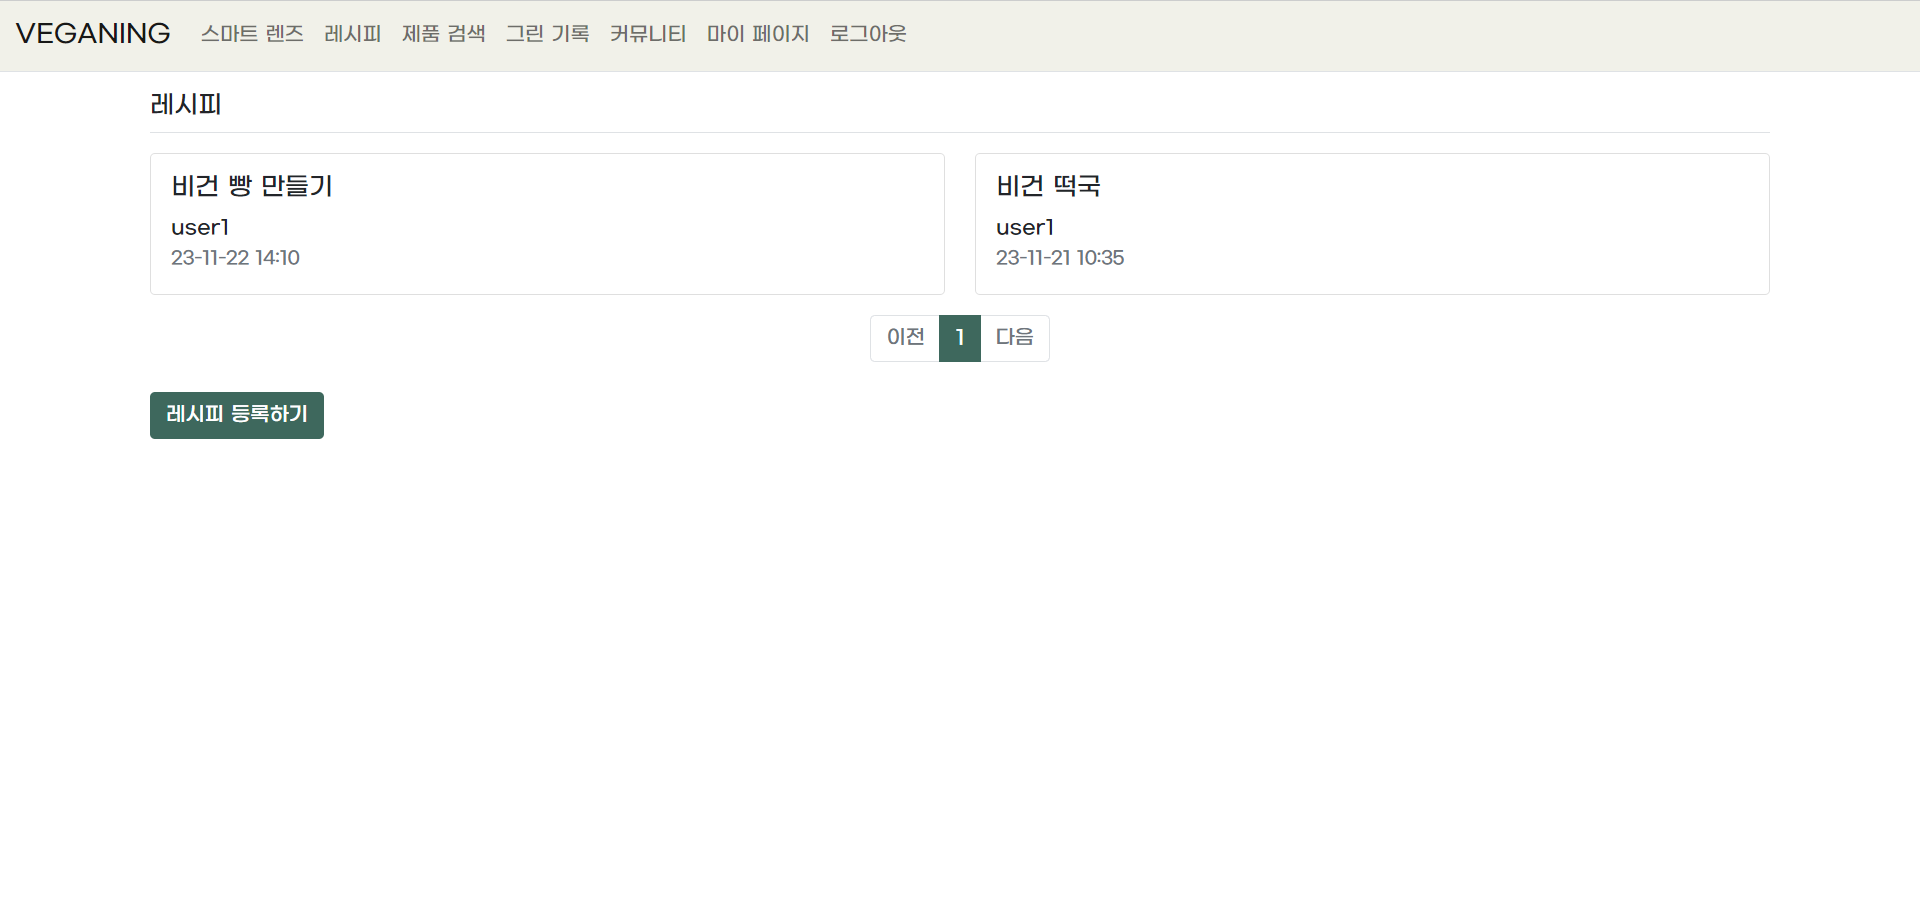 VEGANING 스마트 렌즈 레시피 제품 검색 그린 기록 커뮤니티 마이 페이지 로그아웃
레시피
비건 빵 만들기
user1
23-11-22 14:10
비건 떡국
user1
23-11-21 10:35
이전 1 다음
레시피 등록하기